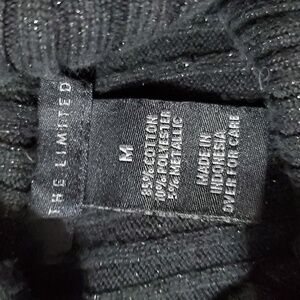 THE LIMITED
M
85% COTTON
10% POLYESTER
5% METALLIC
MADE IN
INDONESIA
OVER FOR CARE